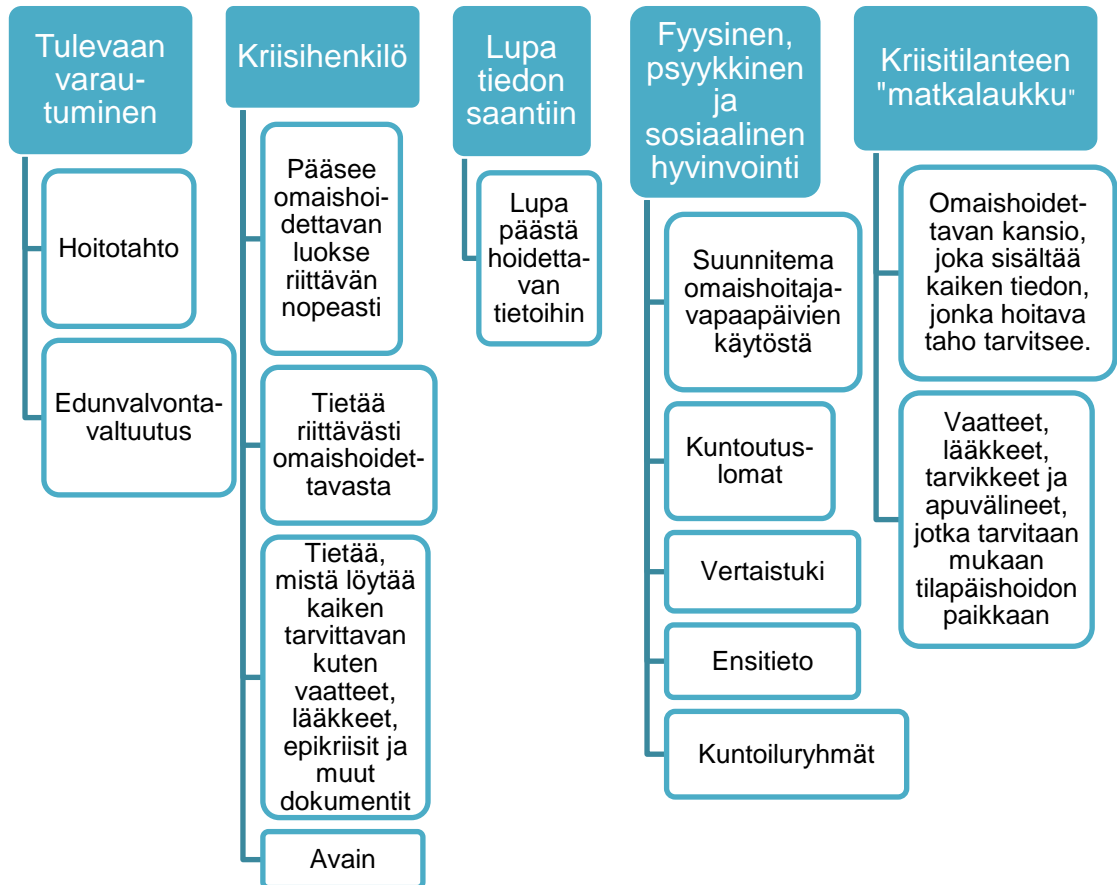 Tulevaan
varau-
tuminen
Hoitotahto
Edunvalvonta-
valtuutus
Kriisihenkilö
Pääsee
omaishoi-
dettavan
luokse
riittävän
nopeasti
Tietää
riittävästi
omaishoidet-
tavasta
Tietää,
mistä löytää
kaiken
tarvittavan
kuten
vaatteet,
lääkkeet,
epikriisit ja
muut
dokumentit
Avain
Lupa
tiedon
saantiin
Lupa
päästä
hoidetta-
van
tietoihin
Fyysinen,
psyykkinen
ja
sosiaalinen
hyvinvointi
Suunnitema
omaishoitaja-
vapaapäivien
käytöstä
Kuntoutus-
lomat
Vertaistuki
Ensitieto
Kuntoiluryhmät
Kriisitilanteen
"matkalaukku"
Omaishoidet-
tavan kansio,
joka sisältää
kaiken tiedon,
jonka hoitava
taho tarvitsee.
Vaatteet,
lääkkeet,
tarvikkeet ja
apuvälineet,
jotka tarvitaan
mukaan
tilapäishoidon
paikkaan